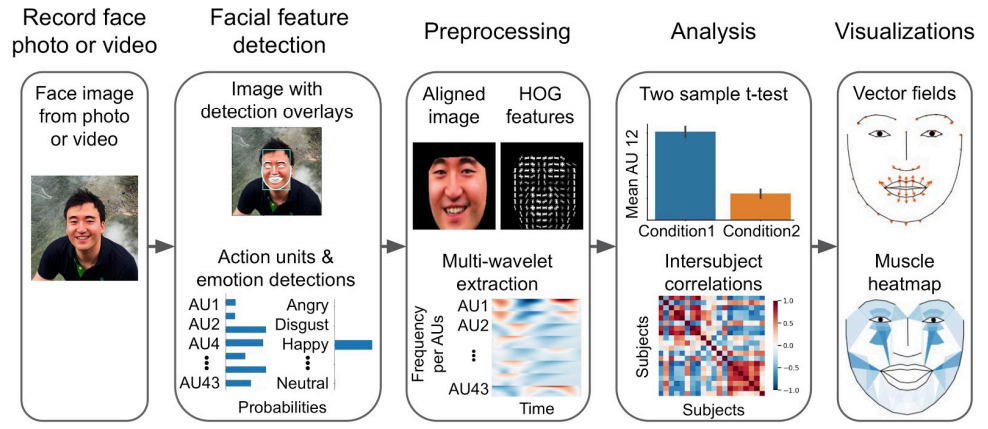 Record face
photo or video
Facial feature
detection
Preprocessing
Analysis
Visualizations
Face image
from photo
or video
Image with
detection overlays
Action units &
emotion detections
AU1
AU2
AU4
AU43
Angry
Disgust
Happy
Neutral
Probabilities
Aligned
image
HOG
features
Multi-wavelet
extraction
Frequency
per AUs
AU1
AU2
AU43
Time
Two sample t-test
Mean AU 12
Condition1
Condition2
Intersubject
correlations
Subjects
1.0
0.5
0.0
−0.5
−1.0
Subjects
Vector fields
Muscle
heatmap